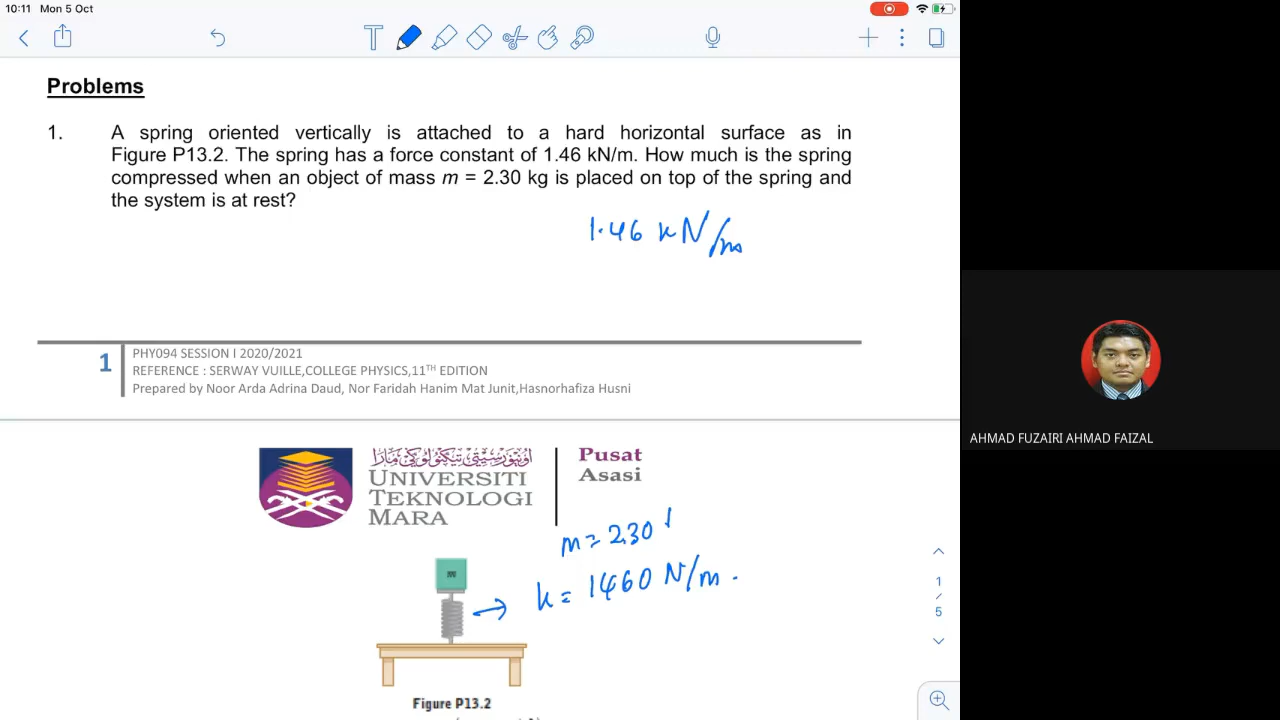 10:11 Mon 5 Oct
Problems
1. A spring oriented vertically is attached to a hard horizontal surface as in
Figure P13.2. The spring has a force constant of 1.46 kN/m. How much is the spring
compressed when an object of mass m = 2.30 kg is placed on top of the spring and
the system is at rest?
1.46 kN/m
1
PHY094 SESSION I 2020/2021
REFERENCE : SERWAY VUILLE,COLLEGE PHYSICS,11TH EDITION
Prepared by Noor Arda Adrina Daud, Nor Faridah Hanim Mat Junit,Hasnorhafiza Husni
اونيۏرسيتي تيكنولوڬي مارا
UNIVERSITI
TEKNOLOGI
MARA
Pusat
Asasi
m = 2.30
k = 1460 N/m .
m
Figure P13.2
1
/
5
AHMAD FUZAIRI AHMAD FAIZAL